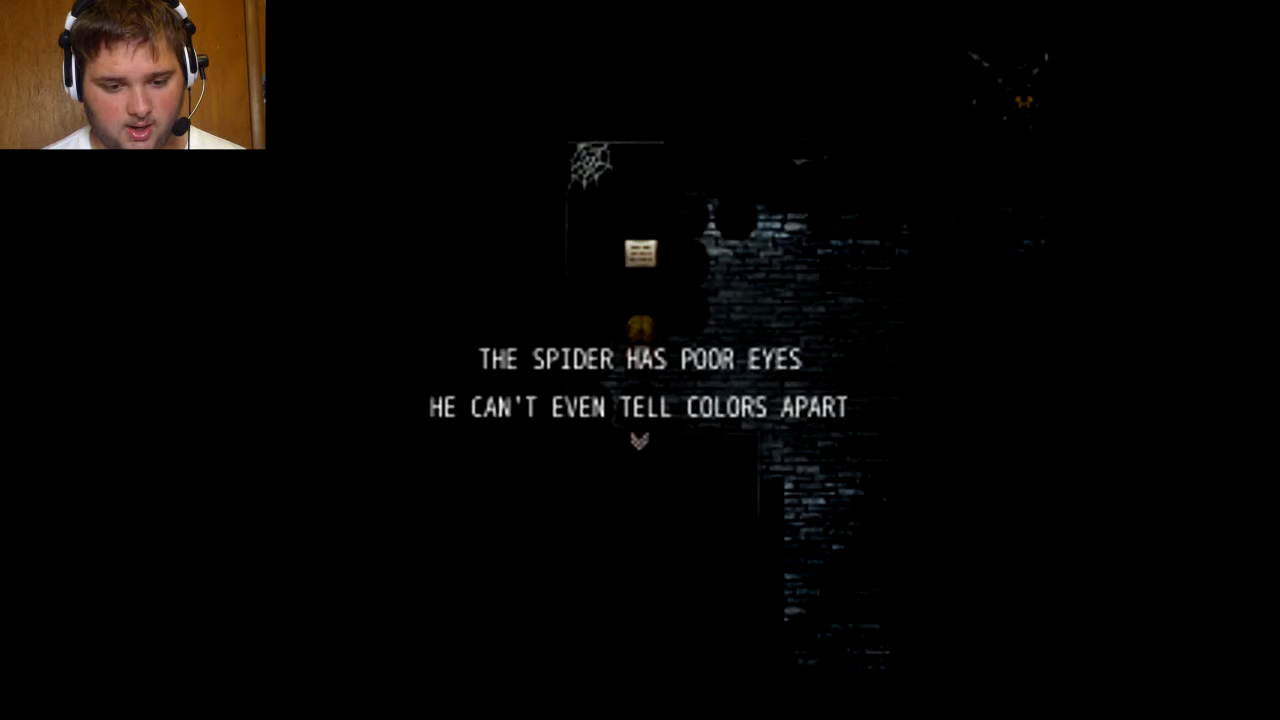 THE SPIDER HAS POOR EYES
HE CAN'T EVEN TELL COLORS APART